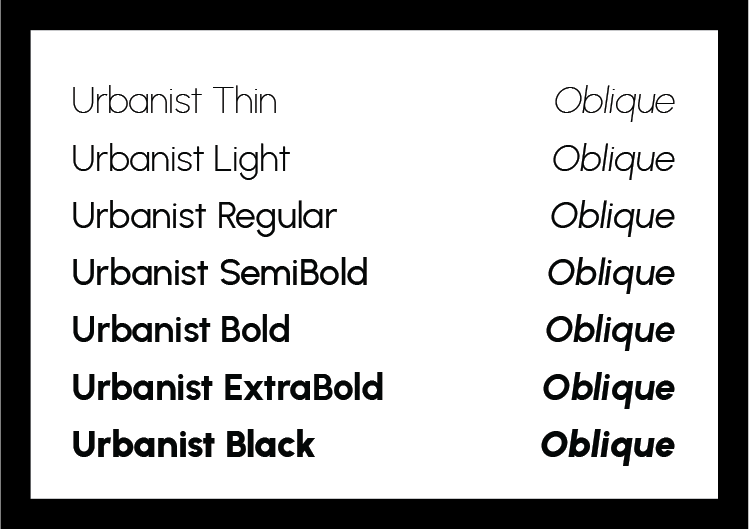 Urbanist Thin Oblique
Urbanist Light Oblique
Urbanist Regular Oblique
Urbanist SemiBold Oblique
Urbanist Bold Oblique
Urbanist ExtraBold Oblique
Urbanist Black Oblique